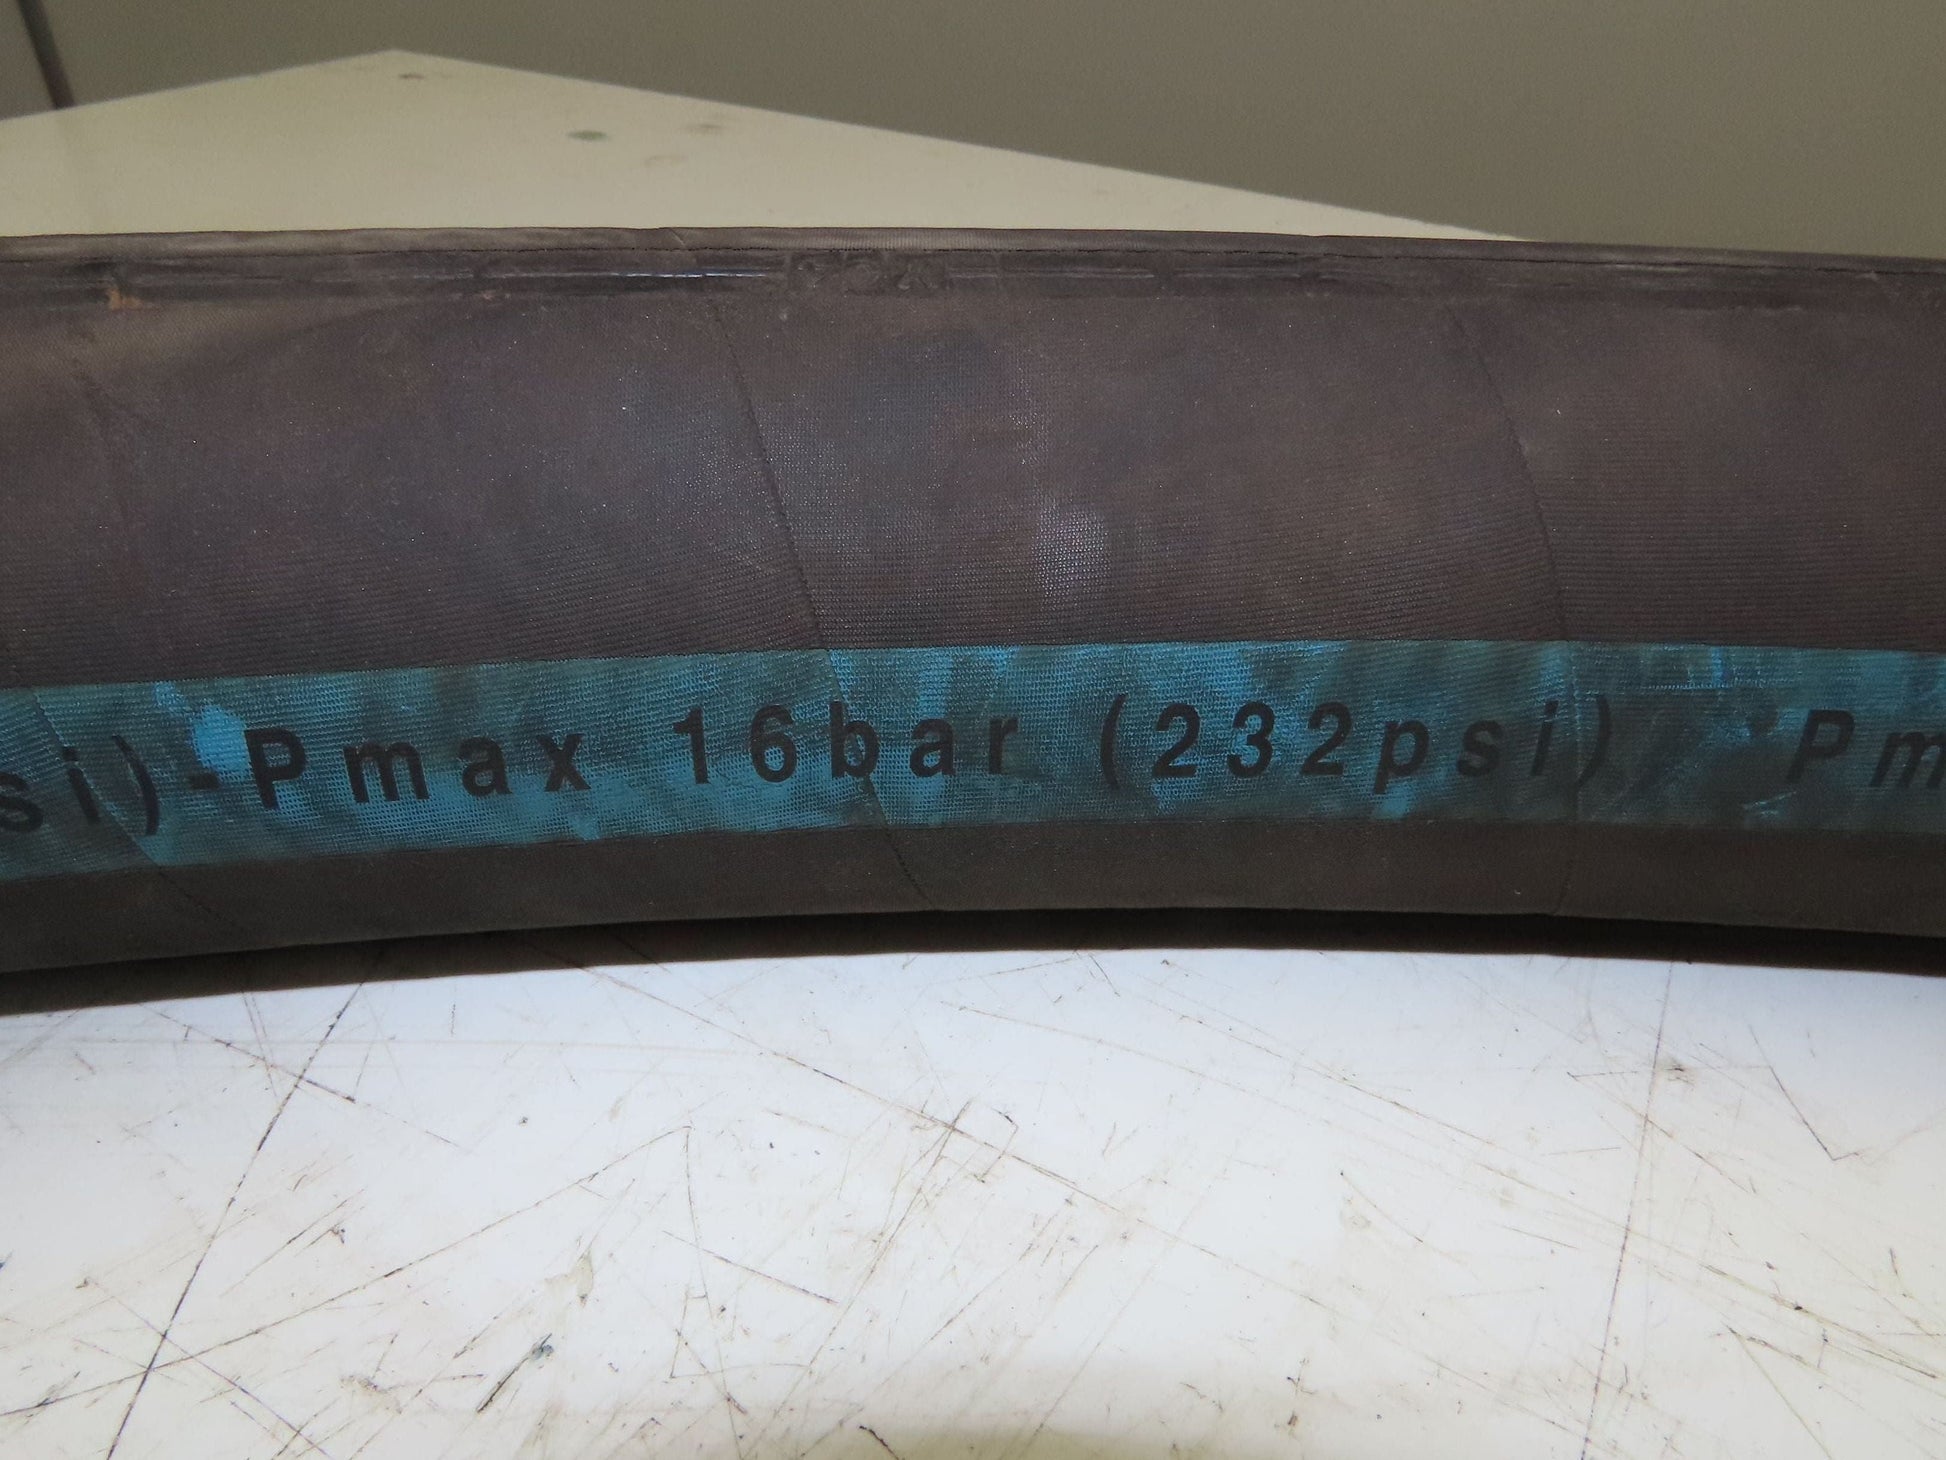 si)-Pmax 16bar (232psi) Pm